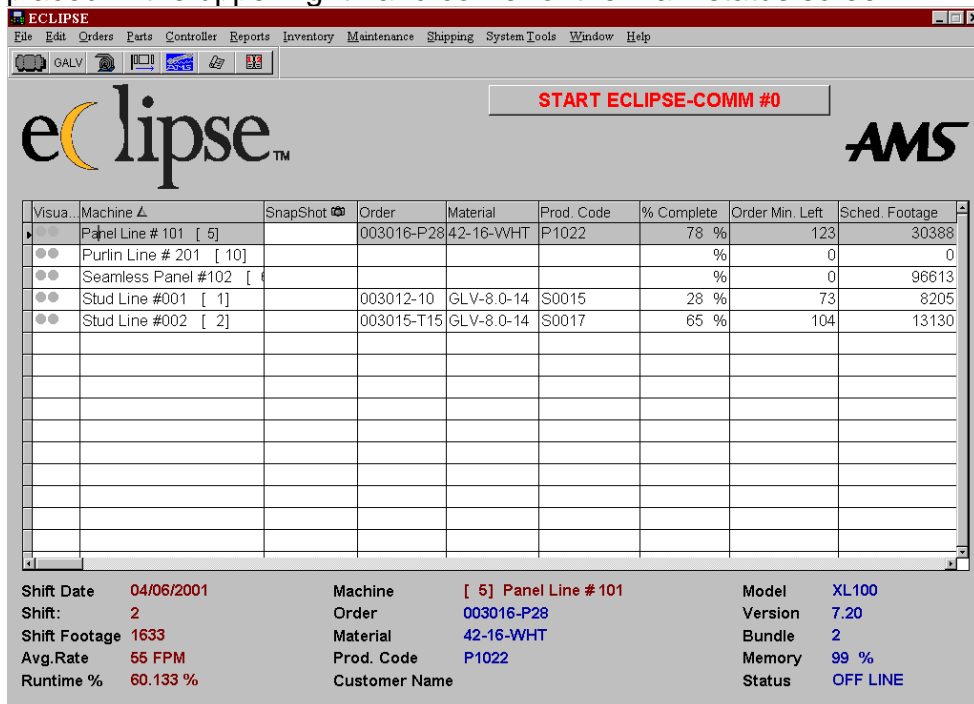 ECLIPSE
File Edit Orders Parts Controller Reports Inventory Maintenance Shipping System Tools Window Help
GALV AMS
START ECLIPSE-COMM #0
eclipse TM
AMS
Visua... Machine SnapShot Order Material Prod. Code % Complete Order Min. Left Sched. Footage
Panel Line # 101 [ 5] 003016-P28 42-16-WHT P1022 78 % 123 30388
Purlin Line # 201 [ 10] % 0 0
Seamless Panel #102 [ % 0 96613
Stud Line #001 [ 1] 003012-10 GLV-8.0-14 S0015 28 % 73 8205
Stud Line #002 [ 2] 003015-T15 GLV-8.0-14 S0017 65 % 104 13130
Shift Date 04/06/2001 Machine [ 5] Panel Line # 101 Model XL100
Shift: 2 Order 003016-P28 Version 7.20
Shift Footage 1633 Material 42-16-WHT Bundle 2
Avg.Rate 55 FPM Prod. Code P1022 Memory 99 %
Runtime % 60.133 % Customer Name Status OFF LINE